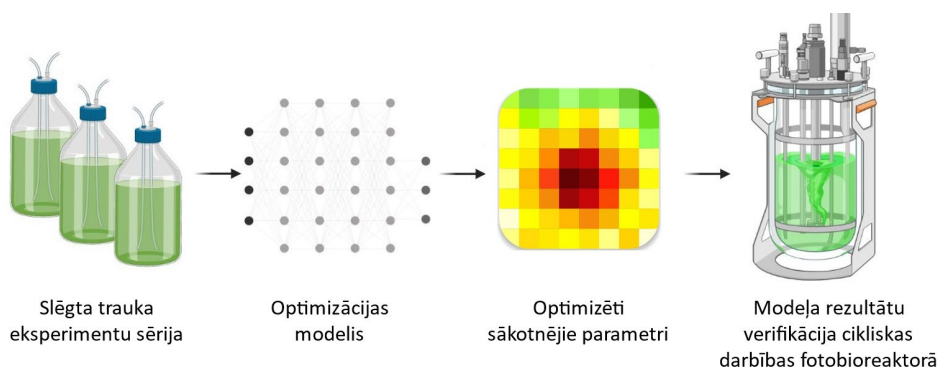 Slēgta trauka
eksperimentu sērija
Optimizācijas
modelis
Optimizēti
sākotnējie parametri
Modeļa rezultātu
verifikācija cikliskas
darbības fotobioreaktorā